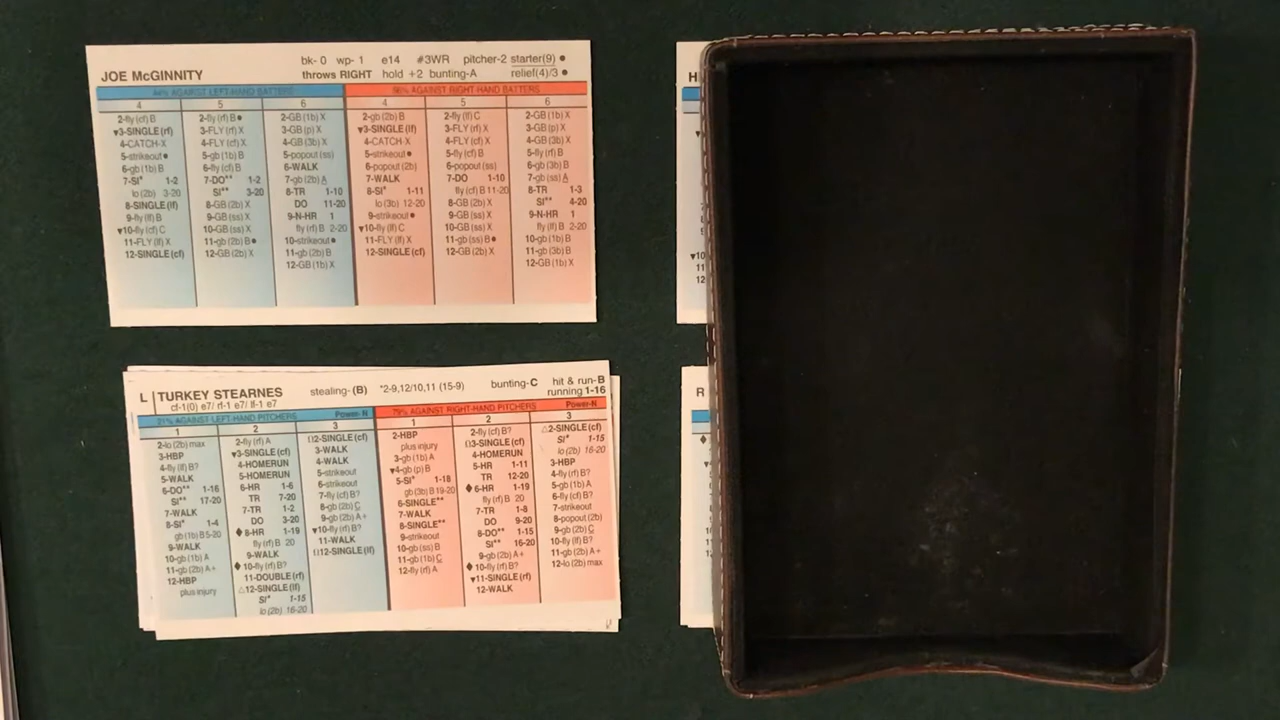 JOE McGINNITY
bk- 0 wp- 1 e14 #3WR pitcher-2 starter(9) ●
throws RIGHT hold +2 bunting-A relief(4)/3 ●
44% AGAINST LEFT-HAND BATTERS
4 5 6
2-fly (cf) B 2-fly (rf) B● 2-GB (1b) X
▼3-SINGLE (rf) 3-FLY (rf) X 3-GB (p) X
4-CATCH-X 4-FLY (cf) X 4-GB (3b) X
5-strikeout● 5-gb (1b) B 5-popout (ss)
6-gb (1b) B 6-fly (cf) B 6-WALK
7-SI* 1-2 7-DO** 1-2 7-gb (2b) A
lo (2b) 3-20 SI** 3-20 8-TR 1-10
8-SINGLE (lf) 8-GB (2b) X DO 11-20
9-fly (lf) B 9-GB (ss) X 9-N-HR 1
▼10-fly (cf) C 10-GB (ss) X fly (rf) B 2-20
11-FLY (lf) X 11-gb (2b) B● 10-strikeout●
12-SINGLE (cf) 12-GB (2b) X 11-gb (2b) B
12-GB (1b) X
56% AGAINST RIGHT-HAND BATTERS
4 5 6
2-gb (2b) B 2-fly (lf) C 2-GB (1b) X
▼3-SINGLE (lf) 3-FLY (rf) X 3-GB (p) X
4-CATCH-X 4-FLY (cf) X 4-GB (3b) X
5-strikeout● 5-fly (cf) B 5-fly (rf) B
6-popout (2b) 6-popout (ss) 6-gb (3b) B
7-WALK 7-DO 1-10 7-gb (ss) A
8-SI* 1-11 fly (cf) B 11-20 8-TR 1-3
lo (3b) 12-20 8-GB (2b) X SI** 4-20
9-strikeout● 9-GB (ss) X 9-N-HR 1
▼10-fly (lf) C 10-GB (ss) X fly (lf) B 2-20
11-FLY (lf) X 11-gb (ss) B● 10-gb (1b) B
12-SINGLE (cf) 12-GB (2b) X 11-gb (3b) B
12-GB (1b) X
H
▼10
11
12
L TURKEY STEARNES stealing- (B) *2-9,12/10,11 (15-9) bunting-C hit & run-B
cf-1(0) e7/ rf-1 e7/ lf-1 e7 running 1-16
21% AGAINST LEFT-HAND PITCHERS Power- N
1 2 3
2-lo (2b) max 2-fly (rf) A Ω2-SINGLE (cf)
3-HBP ▼3-SINGLE (cf) 3-WALK
4-fly (lf) B? 4-HOMERUN 4-WALK
5-WALK 5-HOMERUN 5-strikeout
6-DO** 1-16 6-HR 1-6 6-strikeout
SI** 17-20 TR 7-20 7-fly (cf) B?
7-WALK 7-TR 1-2 8-gb (2b) C
8-SI* 1-4 DO 3-20 9-gb (2b) A+
gb (1b) B 5-20 ♦8-HR 1-19 ▼10-fly (rf) B?
9-WALK fly (rf) B 20 11-WALK
10-gb (1b) A 9-WALK Ω12-SINGLE (lf)
11-gb (2b) A+ ♦10-fly (rf) B?
12-HBP 11-DOUBLE (rf)
plus injury △12-SINGLE (lf)
SI* 1-15
lo (2b) 16-20
79% AGAINST RIGHT-HAND PITCHERS Power-N
1 2 3
2-HBP 2-fly (cf) B? △2-SINGLE (cf)
plus injury Ω3-SINGLE (cf) SI* 1-15
3-gb (1b) A 4-HOMERUN lo (2b) 16-20
▼4-gb (p) B 5-HR 1-11 3-HBP
5-SI* 1-18 TR 12-20 4-fly (rf) B?
gb (3b) B 19-20 ♦6-HR 1-19 5-gb (1b) A
6-SINGLE** fly (rf) B 20 6-fly (cf) B?
7-WALK 7-TR 1-8 7-strikeout
8-SINGLE** DO 9-20 8-popout (2b)
9-strikeout 8-DO** 1-15 9-gb (2b) C
10-gb (ss) B SI** 16-20 10-fly (lf) B?
11-gb (1b) C 9-gb (2b) A+ 11-gb (2b) A+
12-fly (rf) A ♦10-fly (rf) B? 12-lo (2b) max
▼11-SINGLE (rf)
12-WALK
R